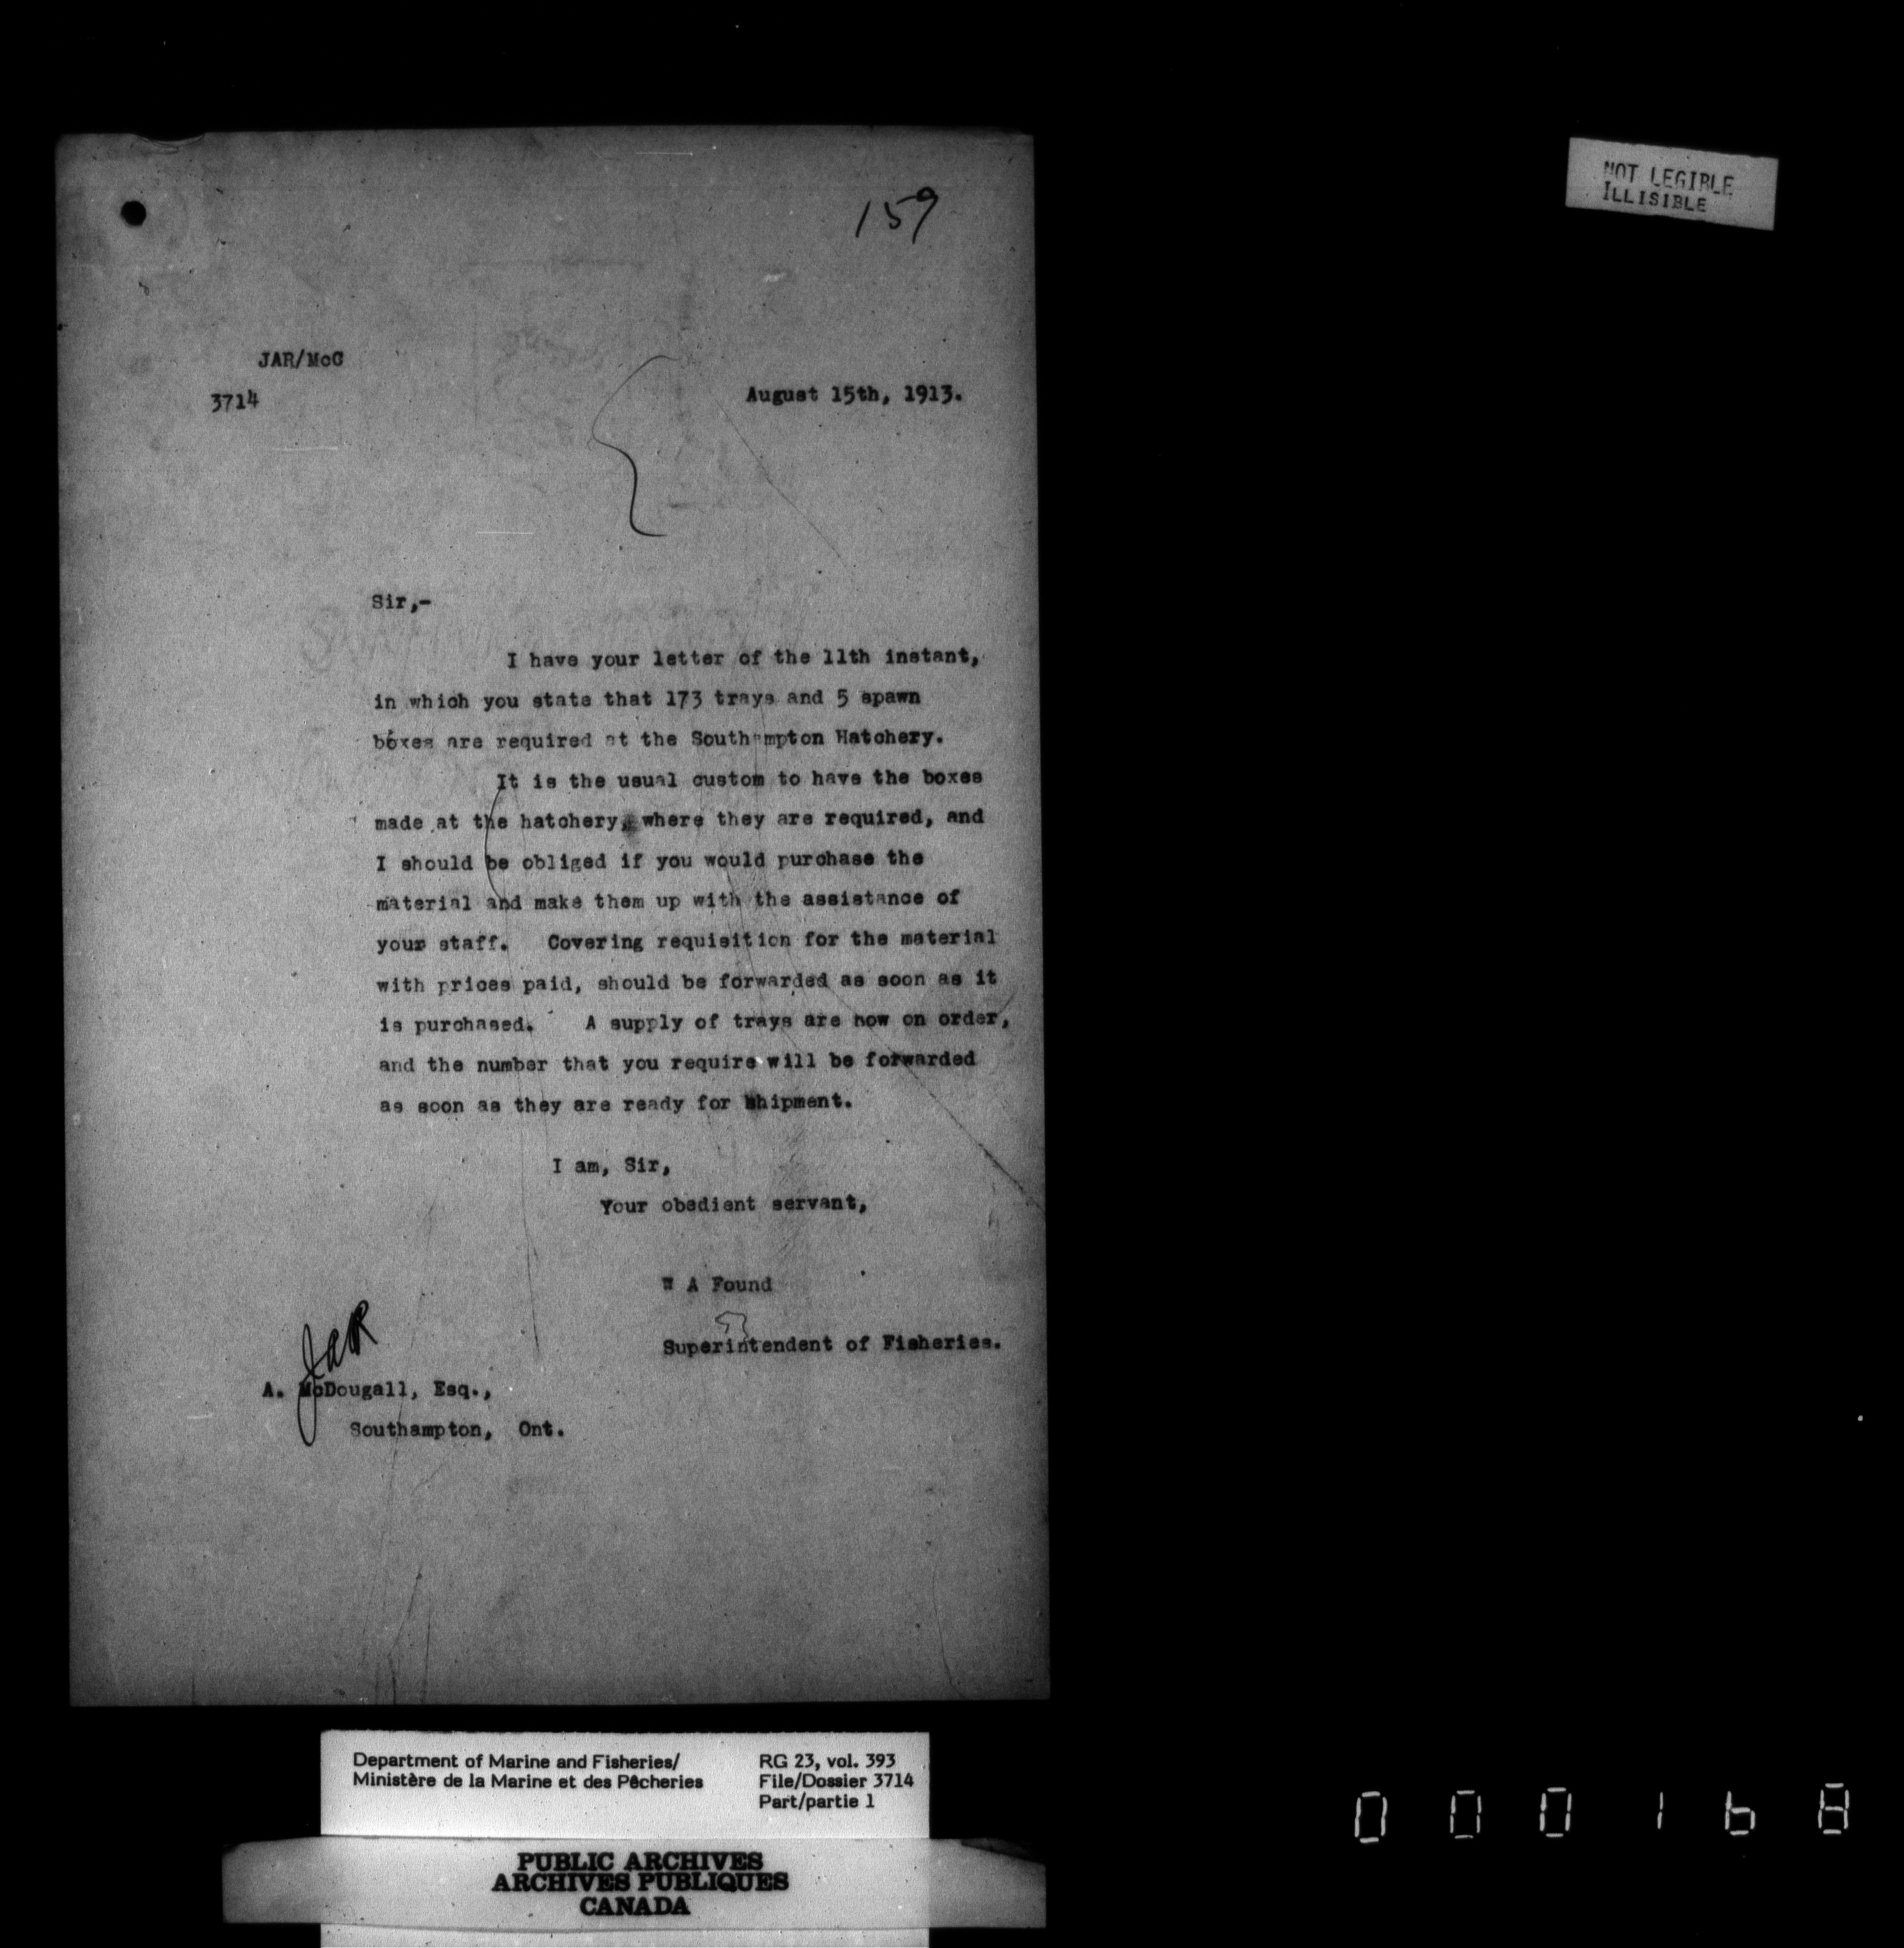 NOT LEGIBLE
ILLISIBLE
159
JAR/McC
3714
August 15th, 1913.
Sir,-
I have your letter of the 11th instant,
in which you state that 173 trays and 5 spawn
boxes are required at the Southampton Hatchery.
It is the usual custom to have the boxes
made at the hatchery, where they are required, and
I should be obliged if you would purchase the
material and make them up with the assistance of
your staff. Covering requisition for the material
with prices paid, should be forwarded as soon as it
is purchased. A supply of trays are now on order,
and the number that you require will be forwarded
as soon as they are ready for shipment.
I am, Sir,
Your obedient servant,
W A Found
Superintendent of Fisheries.
JAR
A. McDougall, Esq.,
Southampton, Ont.
Department of Marine and Fisheries/
Ministère de la Marine et des Pêcheries
RG 23, vol. 393
File/Dossier 3714
Part/partie 1
PUBLIC ARCHIVES
ARCHIVES PUBLIQUES
CANADA
000168